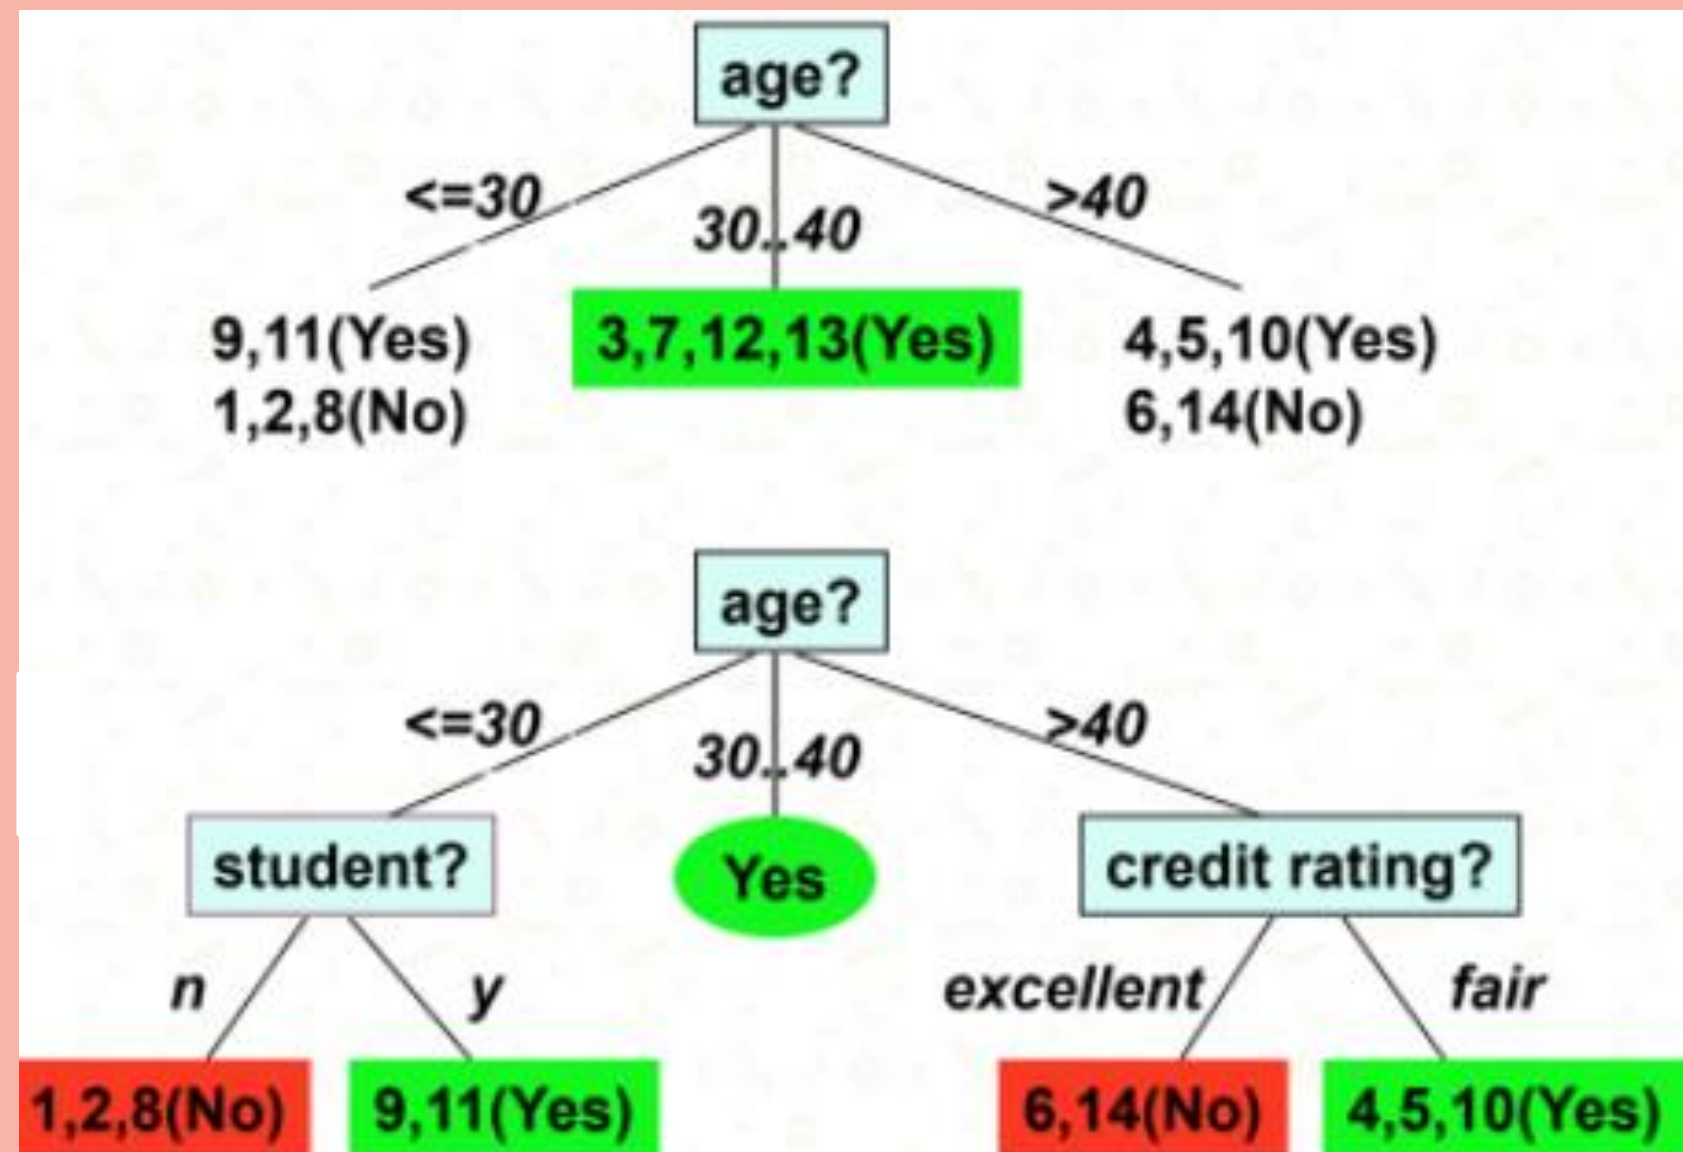 age?
<=30
30..40
>40
9,11(Yes)
1,2,8(No)
3,7,12,13(Yes)
4,5,10(Yes)
6,14(No)
age?
<=30
30..40
>40
student?
Yes
credit rating?
n
y
excellent
fair
1,2,8(No)
9,11(Yes)
6,14(No)
4,5,10(Yes)